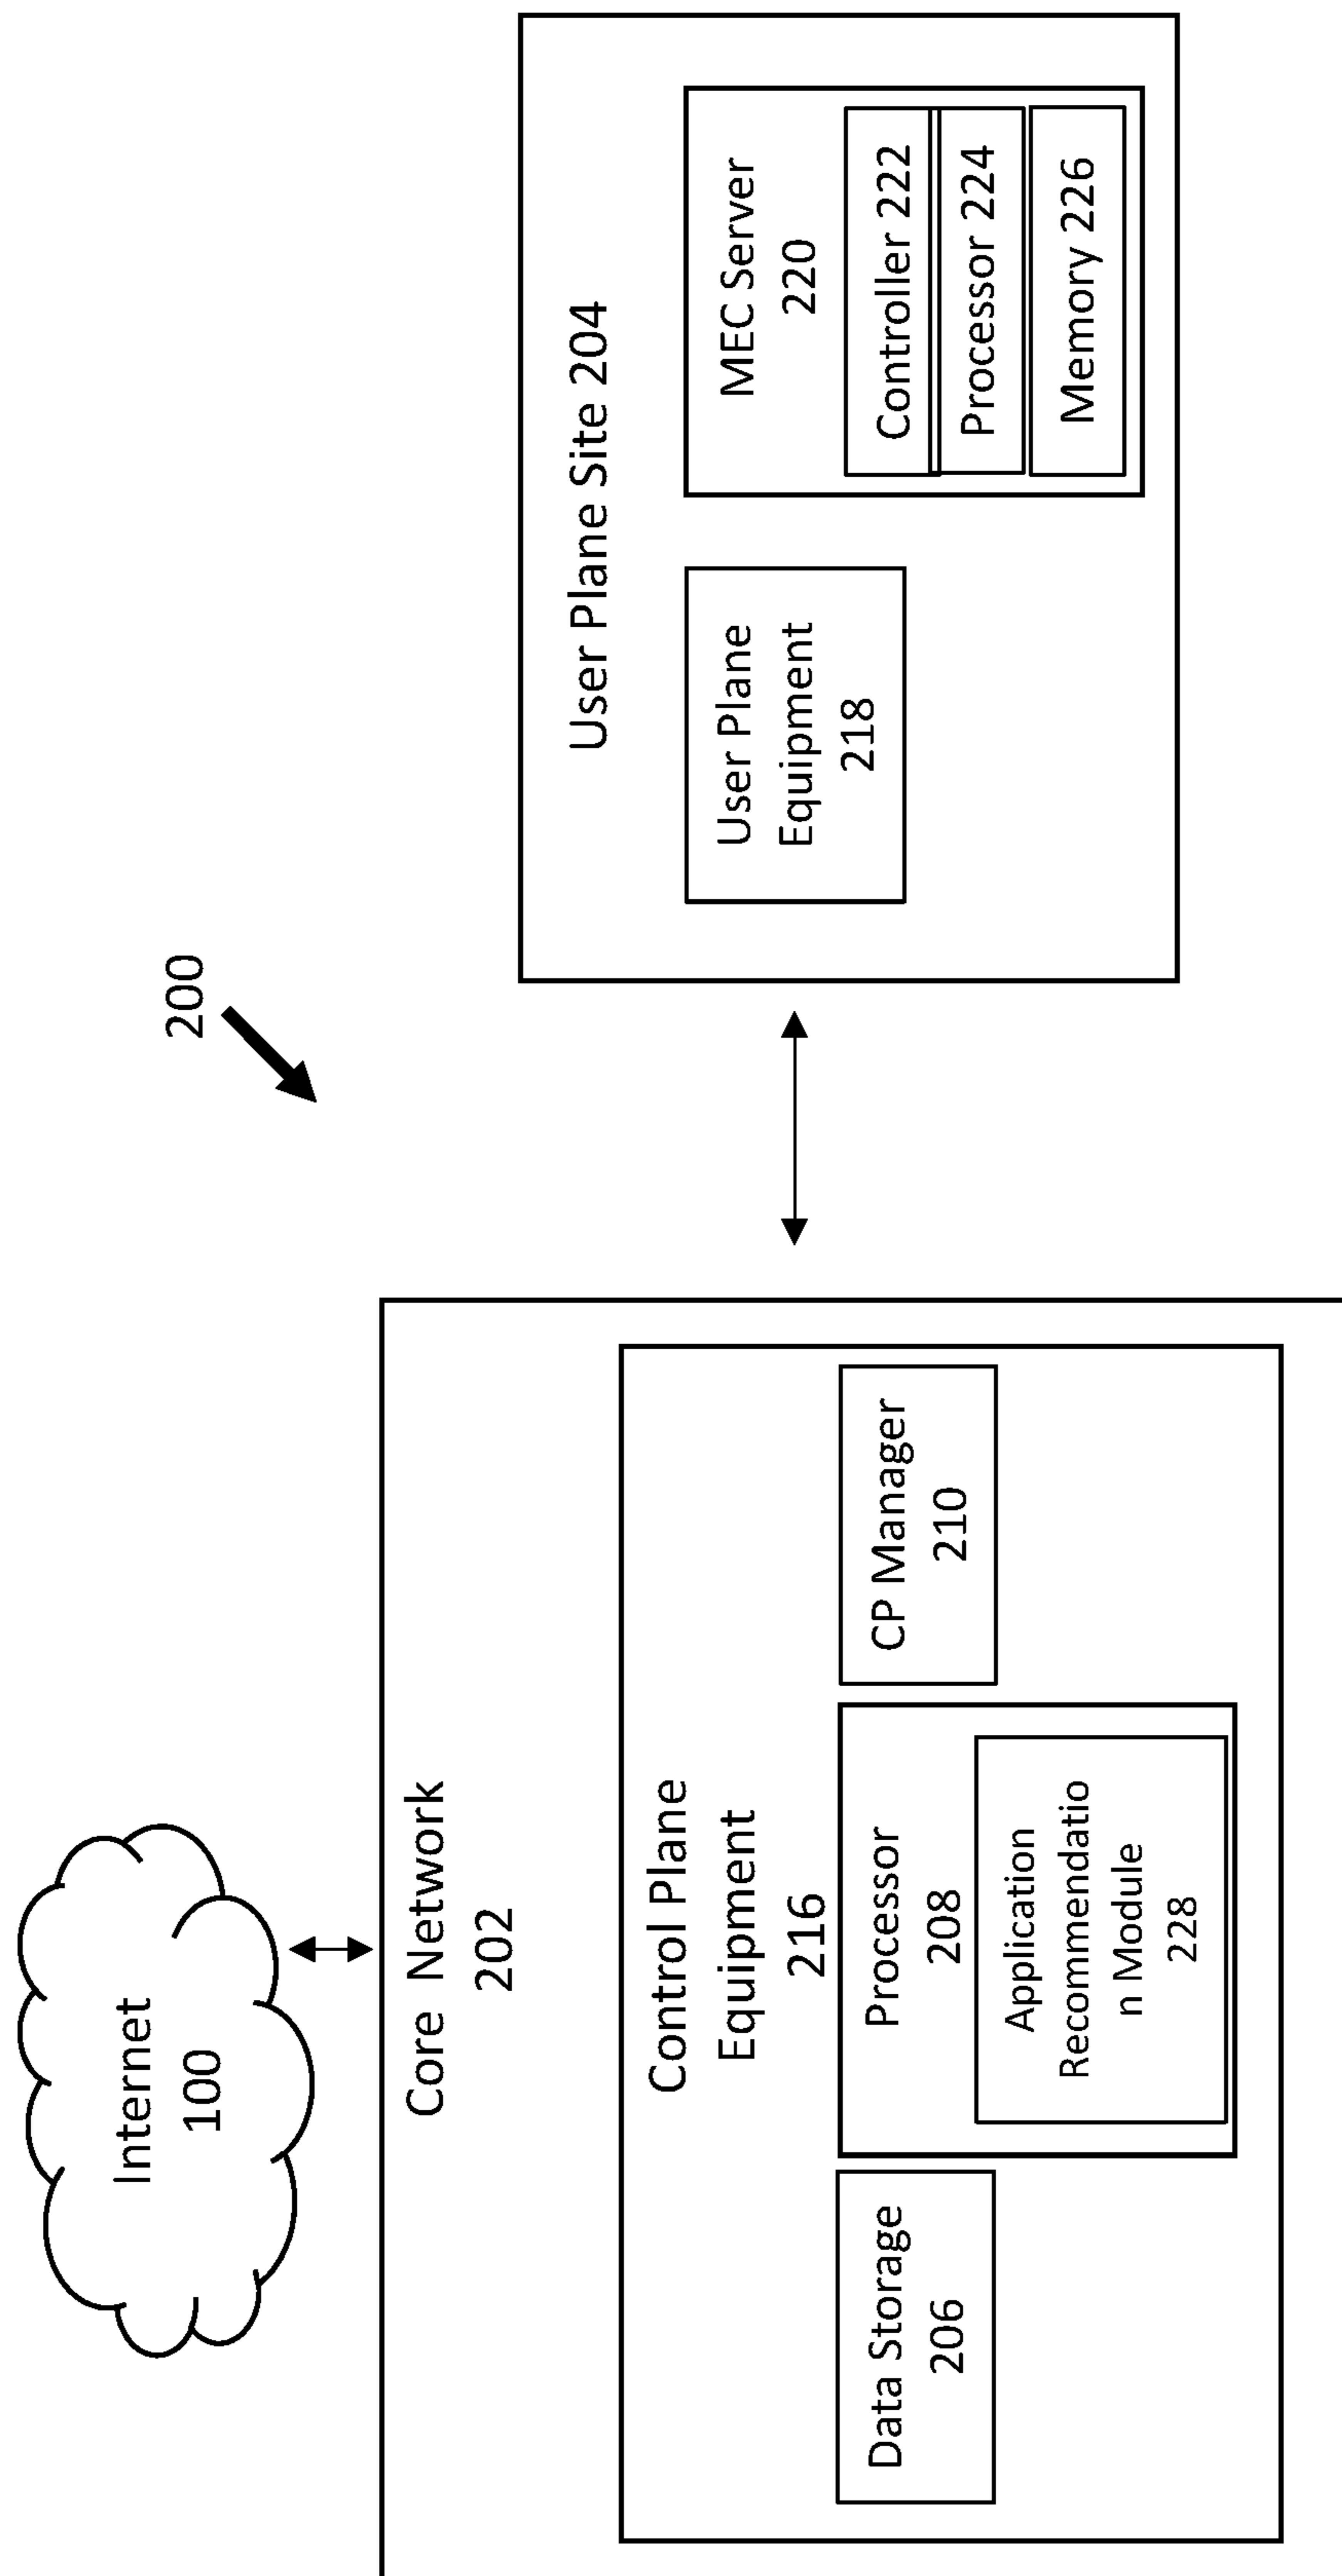 200
Internet
100
Core Network
202
Control Plane
Equipment
216
Data Storage
206
Processor
208
Application
Recommendatio
n Module
228
CP Manager
210
User Plane Site 204
User Plane
Equipment
218
MEC Server
220
Controller 222
Processor 224
Memory 226